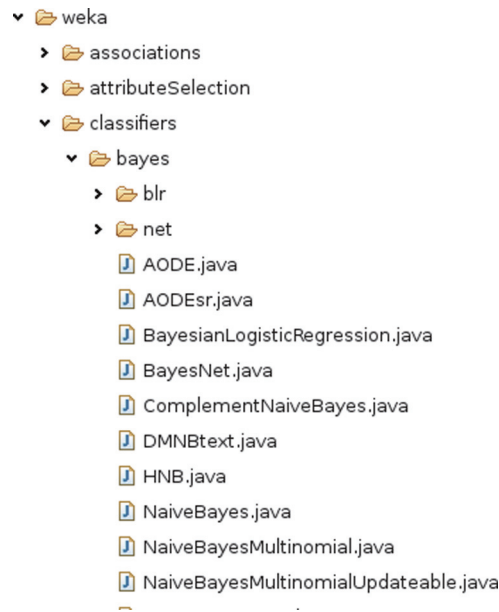 weka
associations
attributeSelection
classifiers
bayes
blr
net
AODE.java
AODEsr.java
BayesianLogisticRegression.java
BayesNet.java
ComplementNaiveBayes.java
DMNBtext.java
HNB.java
NaiveBayes.java
NaiveBayesMultinomial.java
NaiveBayesMultinomialUpdateable.java